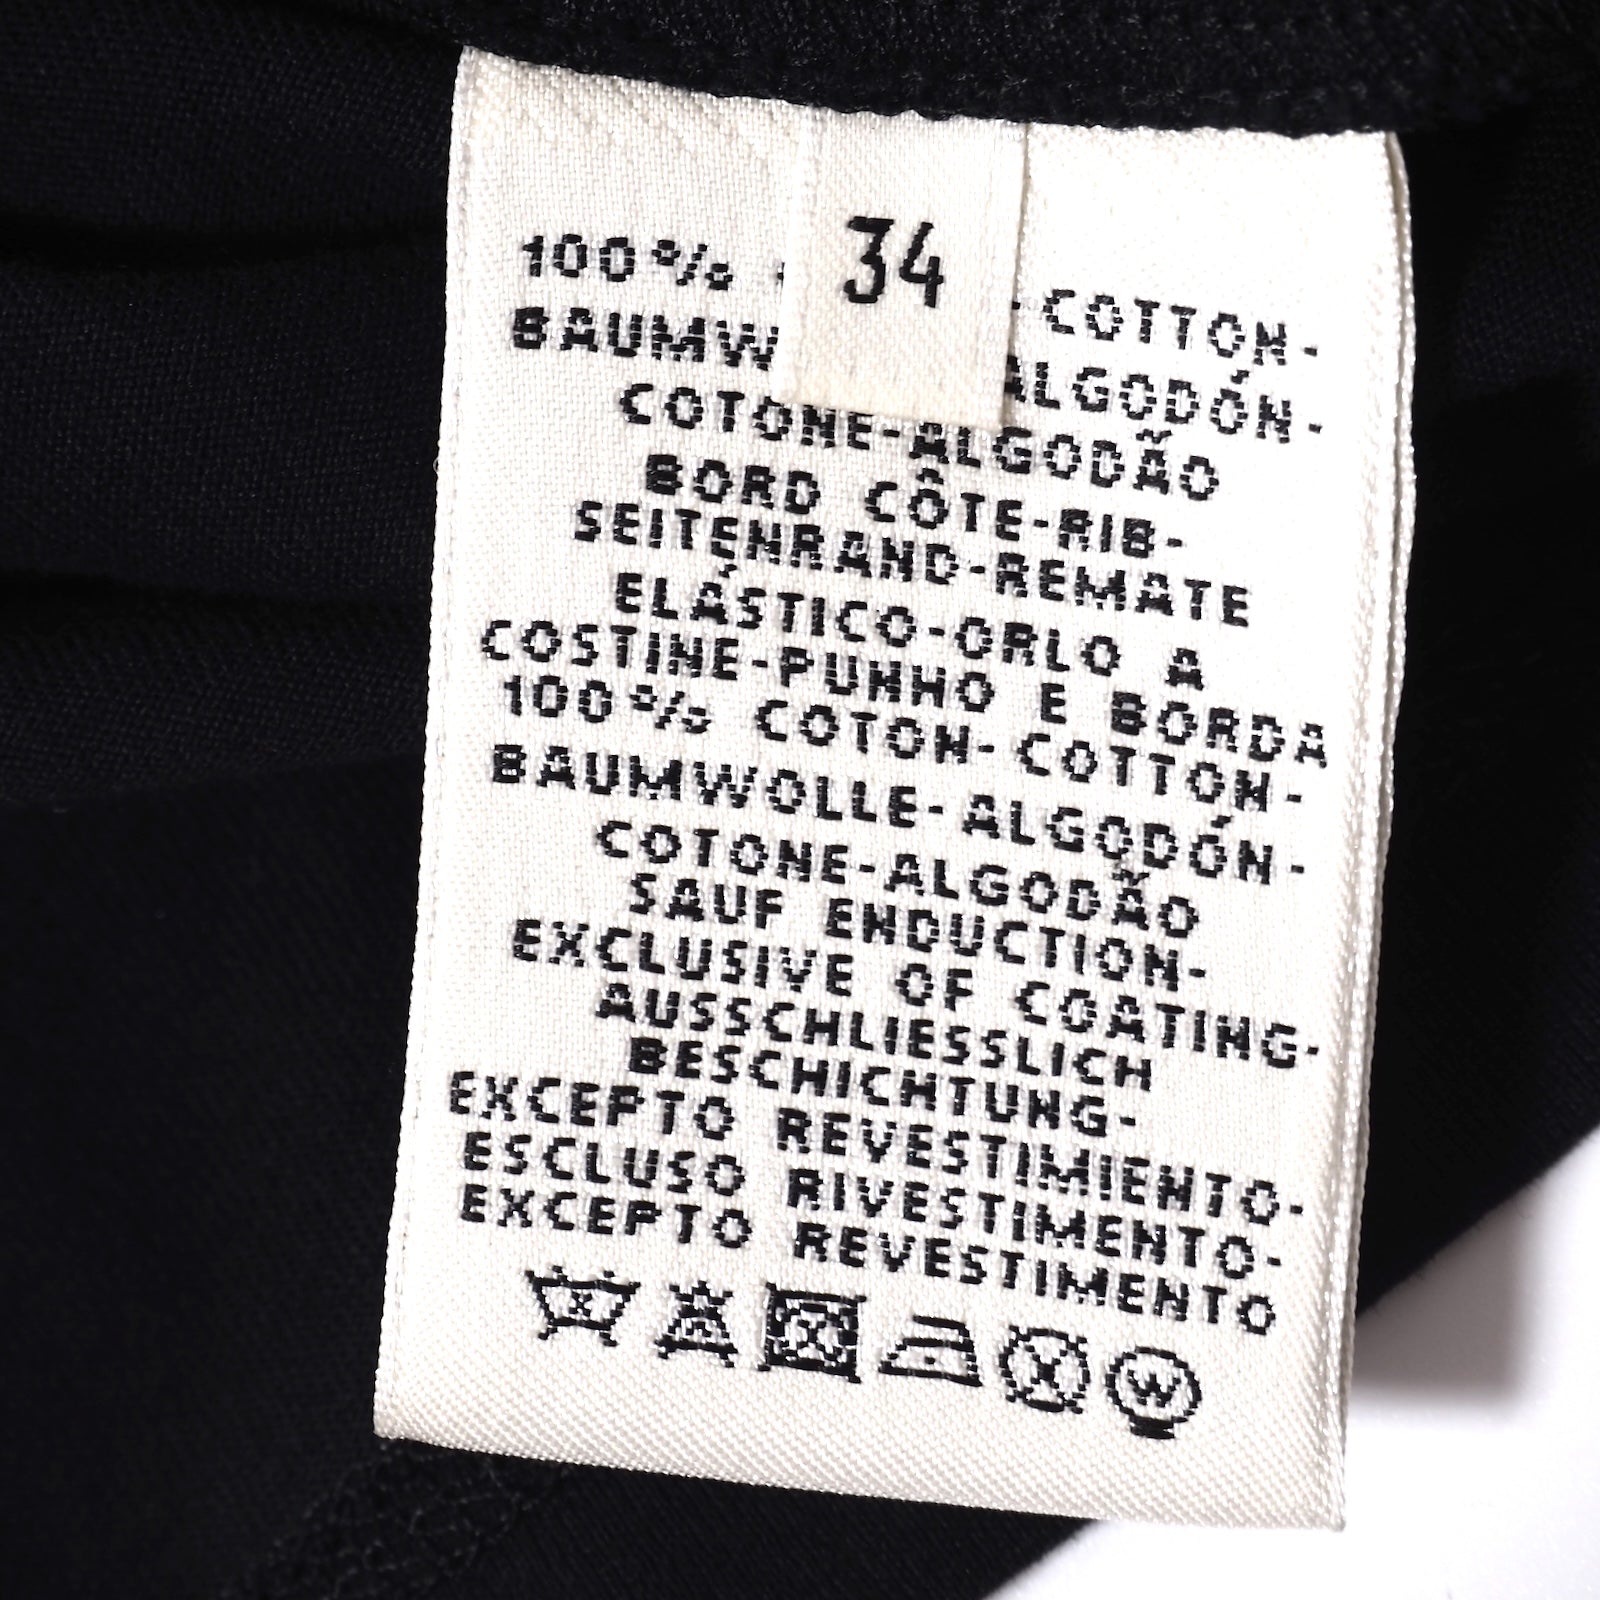 34
100% -COTTON-
ALGODÓN-
COTONE-ALGODÃO
BORD CÔTE-RIB-
SEITENRAND-REMATE
ELÁSTICO-ORLO A
COSTINE-PUNHO E BORDA
100% COTON-COTTON-
BAUMWOLLE-ALGODÓN-
COTONE-ALGODÃO
SAUF ENDUCTION-
EXCLUSIVE OF COATING-
AUSSCHLIESSLICH
BESCHICHTUNG-
EXCEPTO REVESTIMIENTO-
ESCLUSO RIVESTIMENTO-
EXCEPTO REVESTIMENTO
W